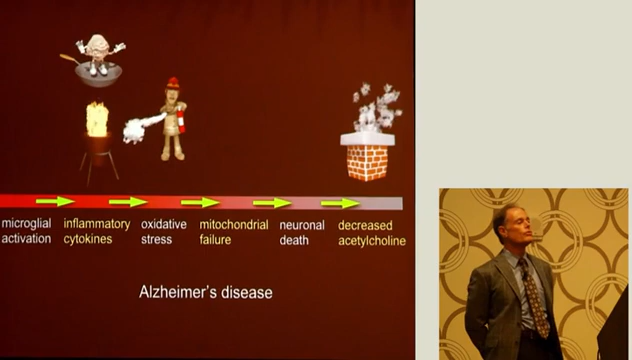 microglial inflammatory oxidative mitochondrial neuronal decreased
activation cytokines stress failure death acetylcholine
Alzheimer's disease